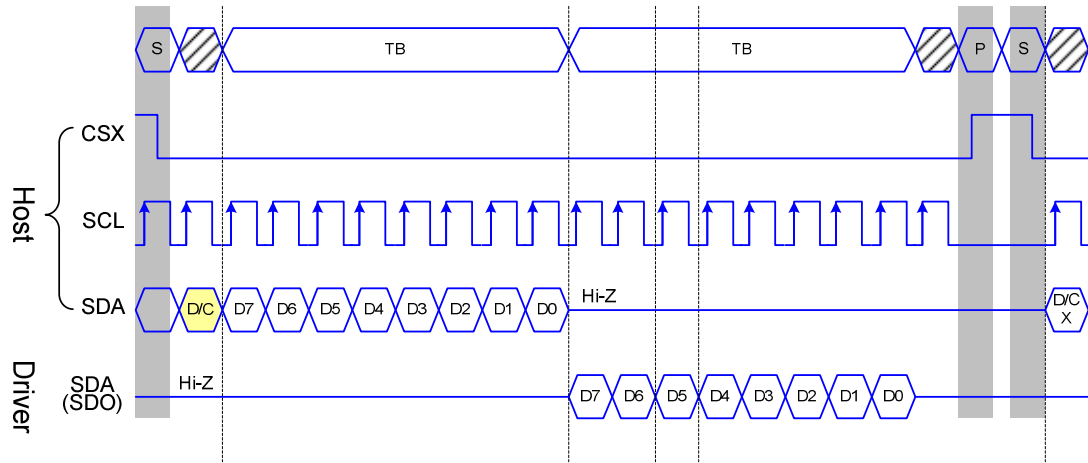 S TB TB P S
CSX
Host
SCL
SDA D/C D7 D6 D5 D4 D3 D2 D1 D0 Hi-Z D/C
X
Driver
SDA Hi-Z
(SDO) D7 D6 D5 D4 D3 D2 D1 D0